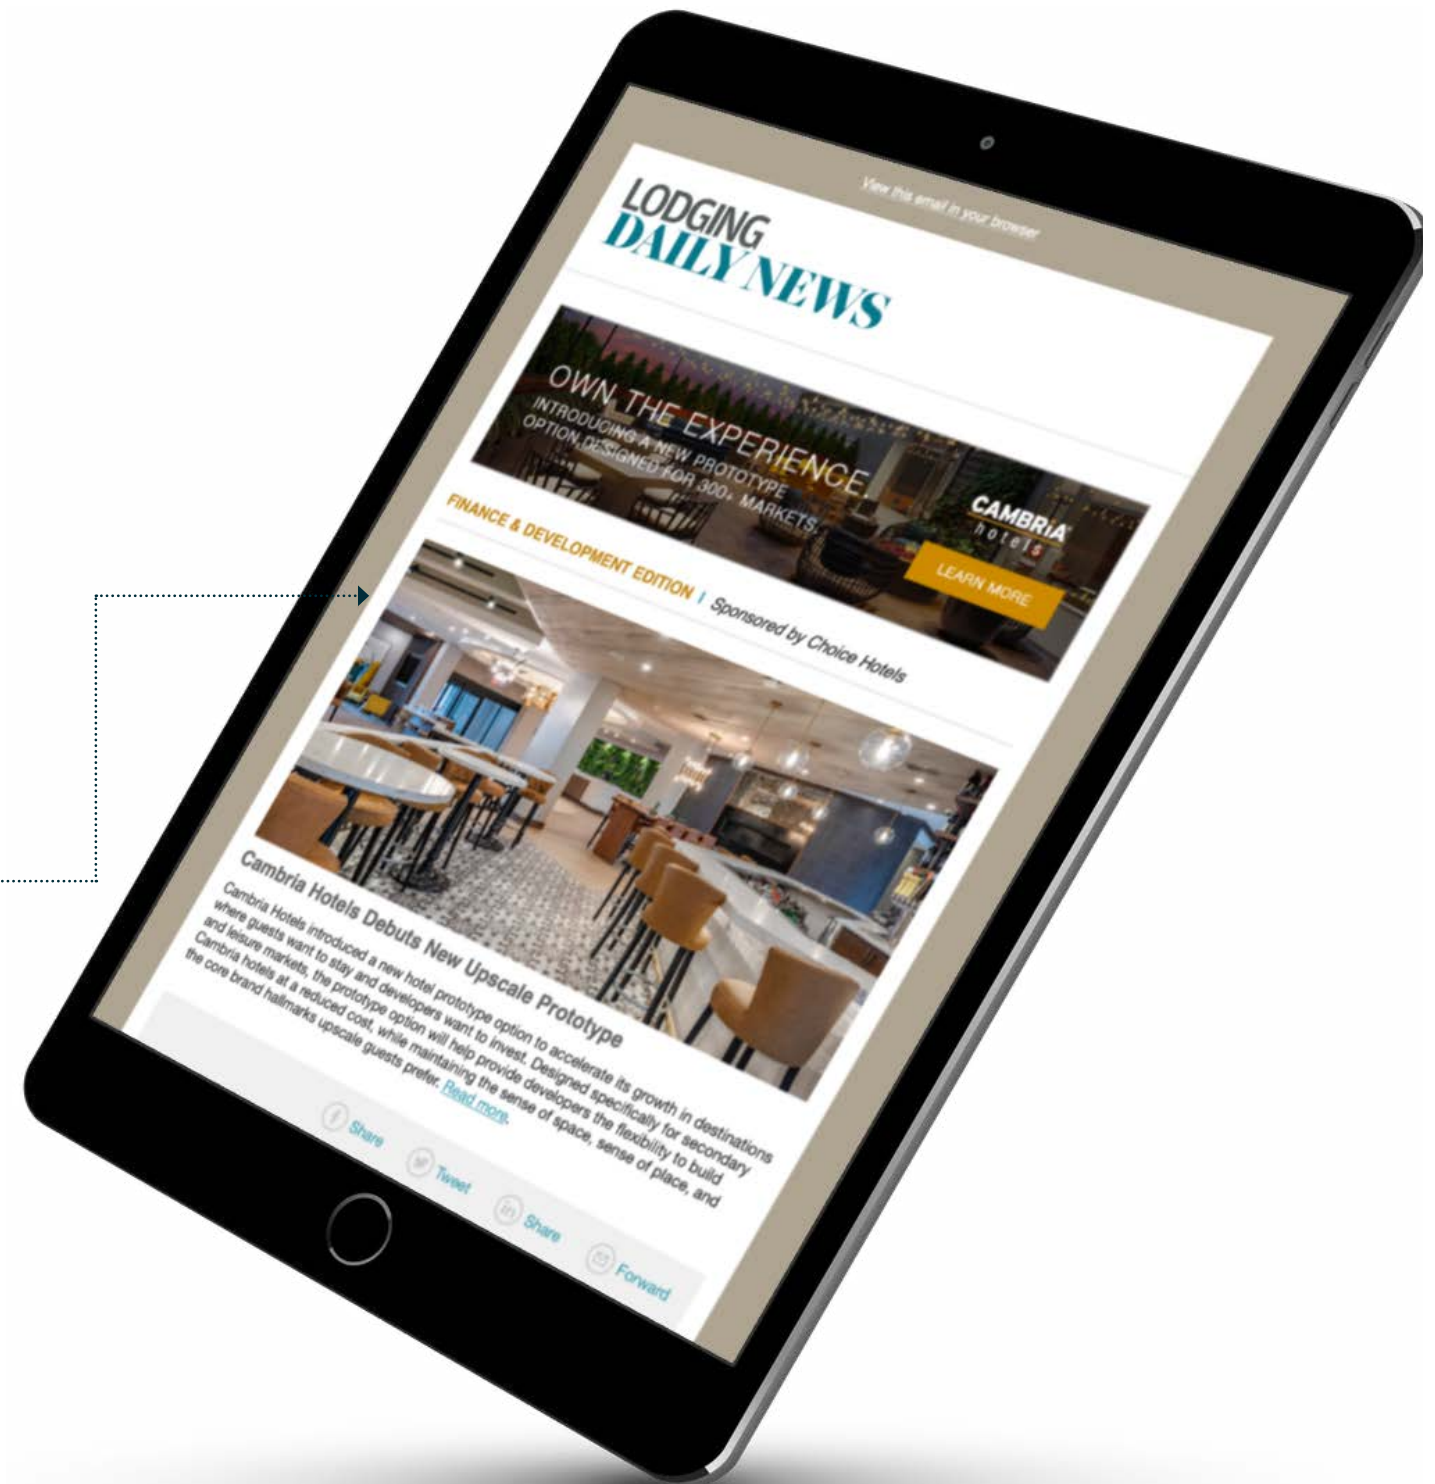 View this email in your browser
LODGING
DAILY NEWS
OWN THE EXPERIENCE.
INTRODUCING A NEW PROTOTYPE
OPTION DESIGNED FOR 300+ MARKETS.
CAMBRiA
hotels
LEARN MORE
FINANCE & DEVELOPMENT EDITION | Sponsored by Choice Hotels
Cambria Hotels Debuts New Upscale Prototype
Cambria Hotels introduced a new hotel prototype option to accelerate its growth in destinations
where guests want to stay and developers want to invest. Designed specifically for secondary
and leisure markets, the prototype option will help provide developers the flexibility to build
Cambria hotels at a reduced cost, while maintaining the sense of space, sense of place, and
the core brand hallmarks upscale guests prefer. Read more.
Share
Tweet
in Share
Forward